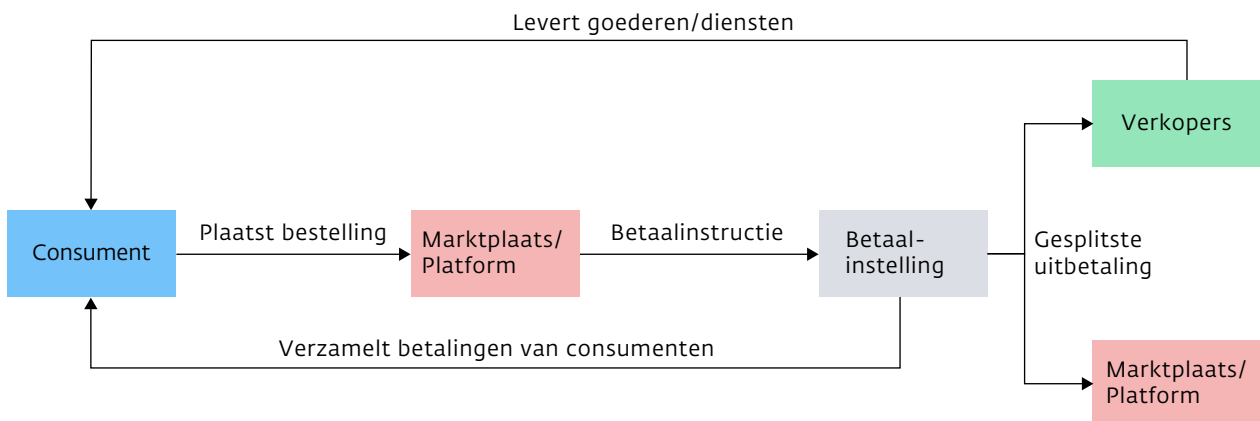 Levert goederen/diensten
Verkopers
Consument
Plaatst bestelling
Marktplaats/
Platform
Betaalinstructie
Betaal-
instelling
Gesplitste
uitbetaling
Verzamelt betalingen van consumenten
Marktplaats/
Platform